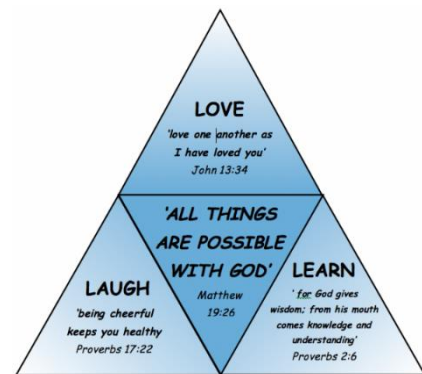 LOVE
'love one another as
I have loved you'
John 13:34
'ALL THINGS
ARE POSSIBLE
WITH GOD'
Matthew
19:26
LAUGH
'being cheerful
keeps you healthy
Proverbs 17:22
LEARN
' for God gives
wisdom; from his mouth
comes knowledge and
understanding'
Proverbs 2:6